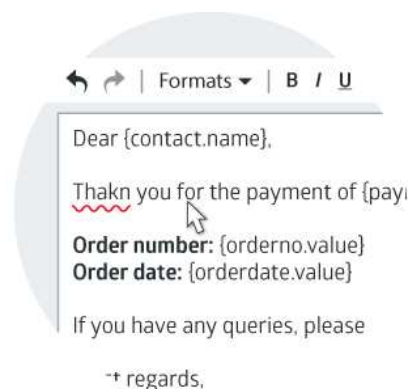 Formats B I U
Dear {contact.name},
Thakn you for the payment of
Order number: {orderno.value}
Order date: {orderdate.value}
If you have any queries, please
regards,